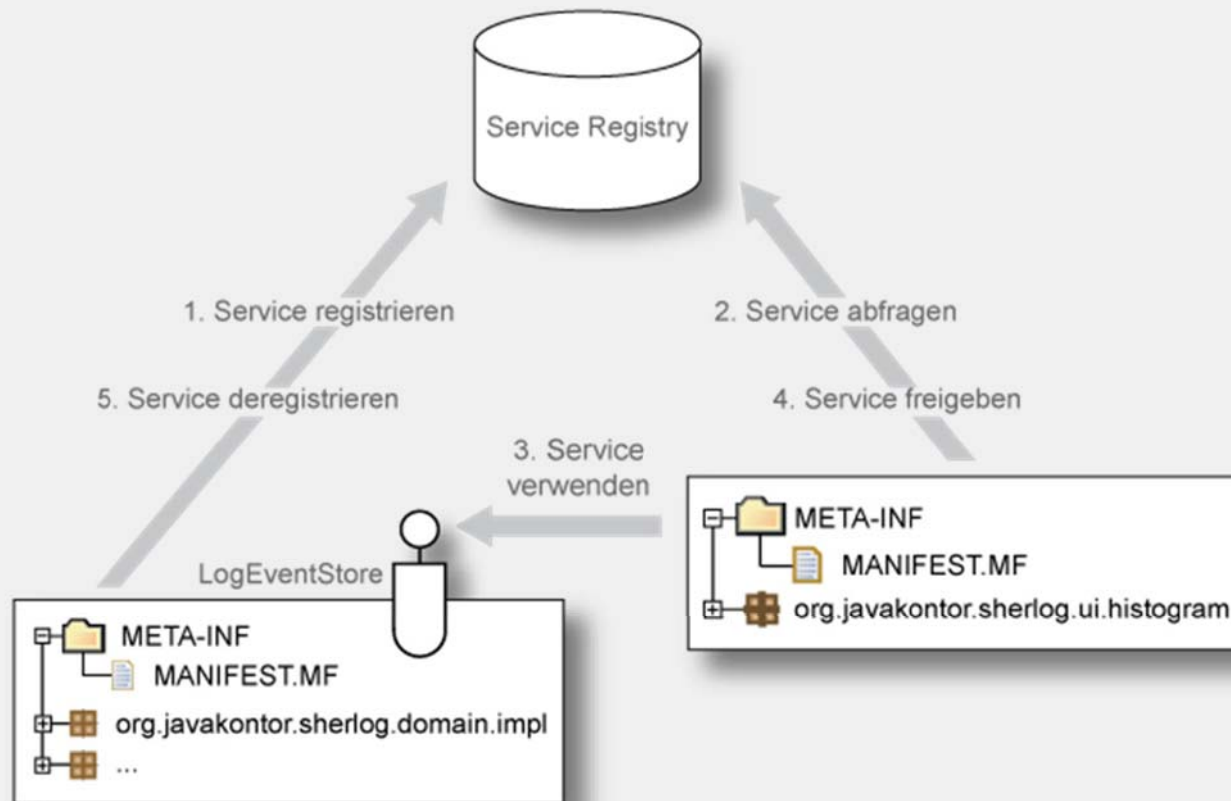 Service Registry
1. Service registrieren
2. Service abfragen
5. Service deregistrieren
4. Service freigeben
3. Service
verwenden
META-INF
MANIFEST.MF
org.javakontor.sherlog.ui.histogram
LogEventStore
META-INF
MANIFEST.MF
org.javakontor.sherlog.domain.impl
...